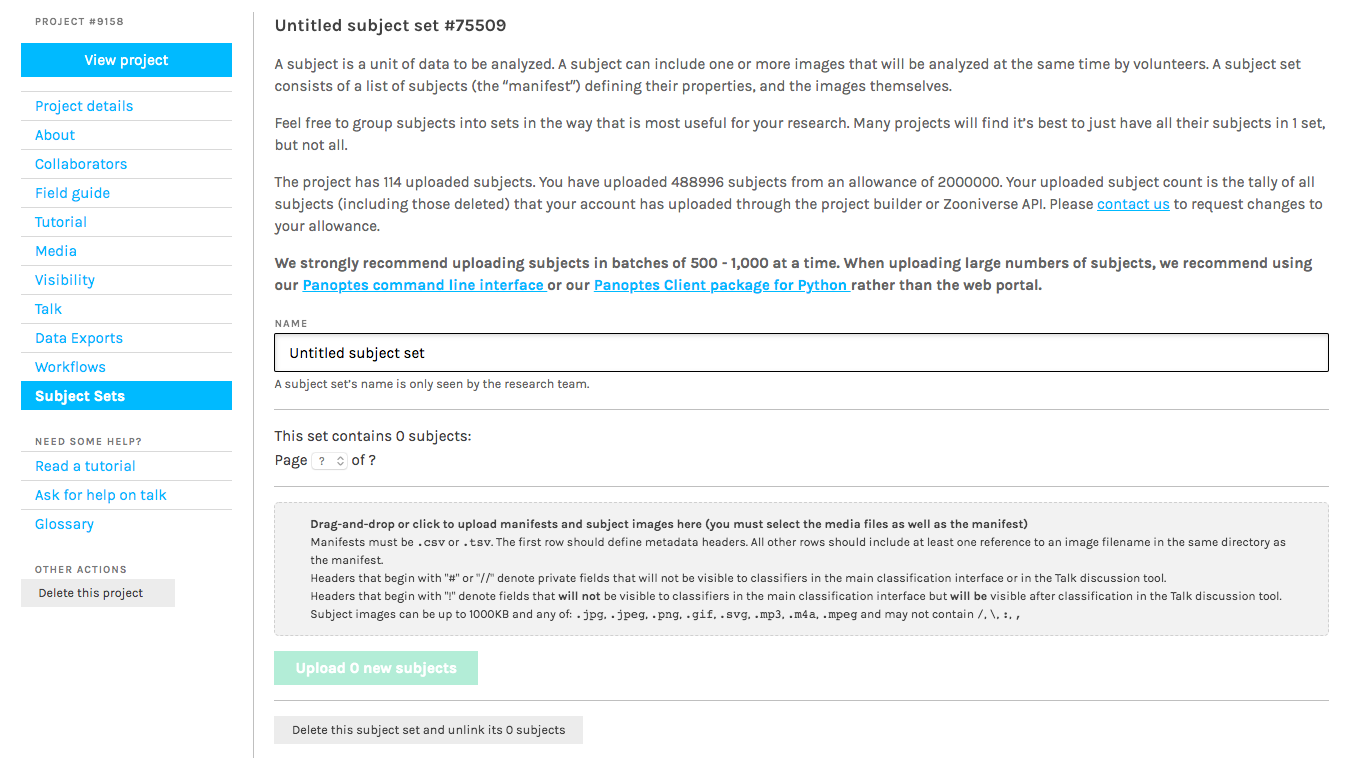 PROJECT #9158
View project
Project details
About
Collaborators
Field guide
Tutorial
Media
Visibility
Talk
Data Exports
Workflows
Subject Sets
NEED SOME HELP?
Read a tutorial
Ask for help on talk
Glossary
OTHER ACTIONS
Delete this project
Untitled subject set #75509
A subject is a unit of data to be analyzed. A subject can include one or more images that will be analyzed at the same time by volunteers. A subject set
consists of a list of subjects (the “manifest”) defining their properties, and the images themselves.
Feel free to group subjects into sets in the way that is most useful for your research. Many projects will find it’s best to just have all their subjects in 1 set,
but not all.
The project has 114 uploaded subjects. You have uploaded 488996 subjects from an allowance of 2000000. Your uploaded subject count is the tally of all
subjects (including those deleted) that your account has uploaded through the project builder or Zooniverse API. Please contact us to request changes to
your allowance.
We strongly recommend uploading subjects in batches of 500 - 1,000 at a time. When uploading large numbers of subjects, we recommend using
our Panoptes command line interface or our Panoptes Client package for Python rather than the web portal.
NAME
Untitled subject set
A subject set’s name is only seen by the research team.
This set contains 0 subjects:
Page ? of ?
Drag-and-drop or click to upload manifests and subject images here (you must select the media files as well as the manifest)
Manifests must be .csv or .tsv. The first row should define metadata headers. All other rows should include at least one reference to an image filename in the same directory as
the manifest.
Headers that begin with "#" or "//" denote private fields that will not be visible to classifiers in the main classification interface or in the Talk discussion tool.
Headers that begin with "!" denote fields that will not be visible to classifiers in the main classification interface but will be visible after classification in the Talk discussion tool.
Subject images can be up to 1000KB and any of: .jpg, .jpeg, .png, .gif, .svg, .mp3, .m4a, .mpeg and may not contain /, \, :, ,
Upload 0 new subjects
Delete this subject set and unlink its 0 subjects